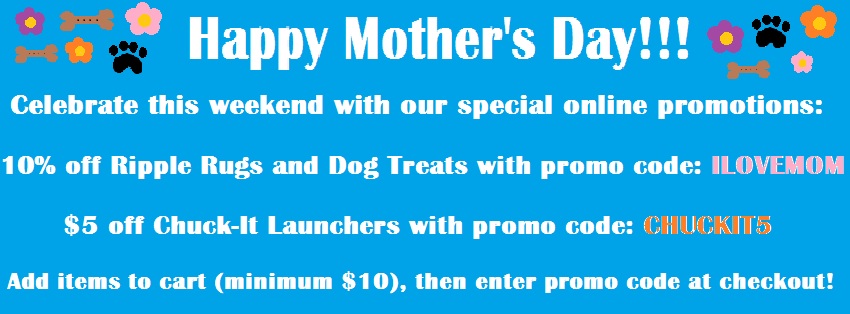 Happy Mother's Day!!!
Celebrate this weekend with our special online promotions:
10% off Ripple Rugs and Dog Treats with promo code: ILOVEMOM
$5 off Chuck-It Launchers with promo code: CHUCKIT5
Add items to cart (minimum $10), then enter promo code at checkout!